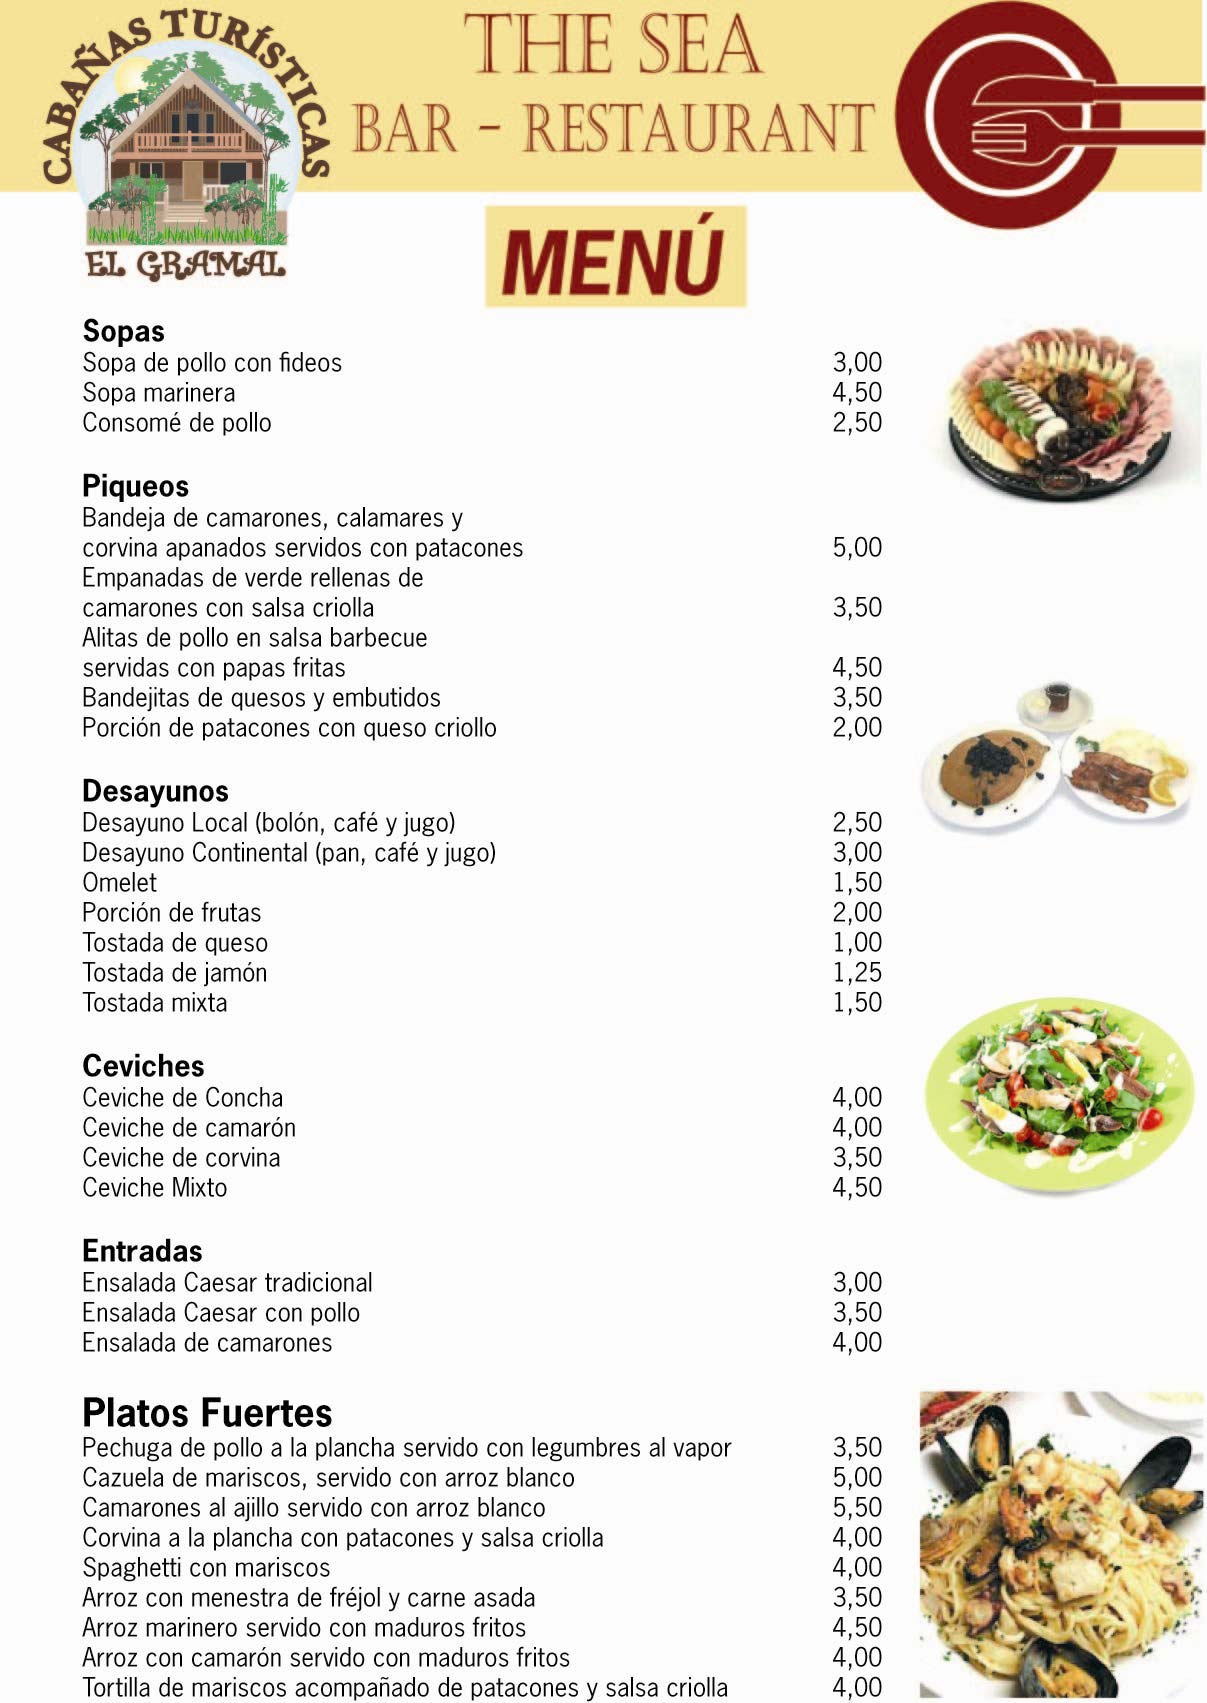 CABAÑAS TURÍSTICAS
EL GRAMAL
THE SEA
BAR - RESTAURANT
MENÚ
Sopas
Sopa de pollo con fideos 3,00
Sopa marinera 4,50
Consomé de pollo 2,50
Piqueos
Bandeja de camarones, calamares y
corvina apanados servidos con patacones 5,00
Empanadas de verde rellenas de
camarones con salsa criolla 3,50
Alitas de pollo en salsa barbecue
servidas con papas fritas 4,50
Bandejitas de quesos y embutidos 3,50
Porción de patacones con queso criollo 2,00
Desayunos
Desayuno Local (bolón, café y jugo) 2,50
Desayuno Continental (pan, café y jugo) 3,00
Omelet 1,50
Porción de frutas 2,00
Tostada de queso 1,00
Tostada de jamón 1,25
Tostada mixta 1,50
Ceviches
Ceviche de Concha 4,00
Ceviche de camarón 4,00
Ceviche de corvina 3,50
Ceviche Mixto 4,50
Entradas
Ensalada Caesar tradicional 3,00
Ensalada Caesar con pollo 3,50
Ensalada de camarones 4,00
Platos Fuertes
Pechuga de pollo a la plancha servido con legumbres al vapor 3,50
Cazuela de mariscos, servido con arroz blanco 5,00
Camarones al ajillo servido con arroz blanco 5,50
Corvina a la plancha con patacones y salsa criolla 4,00
Spaghetti con mariscos 4,00
Arroz con menestra de fréjol y carne asada 3,50
Arroz marinero servido con maduros fritos 4,50
Arroz con camarón servido con maduros fritos 4,00
Tortilla de mariscos acompañado de patacones y salsa criolla 4,00